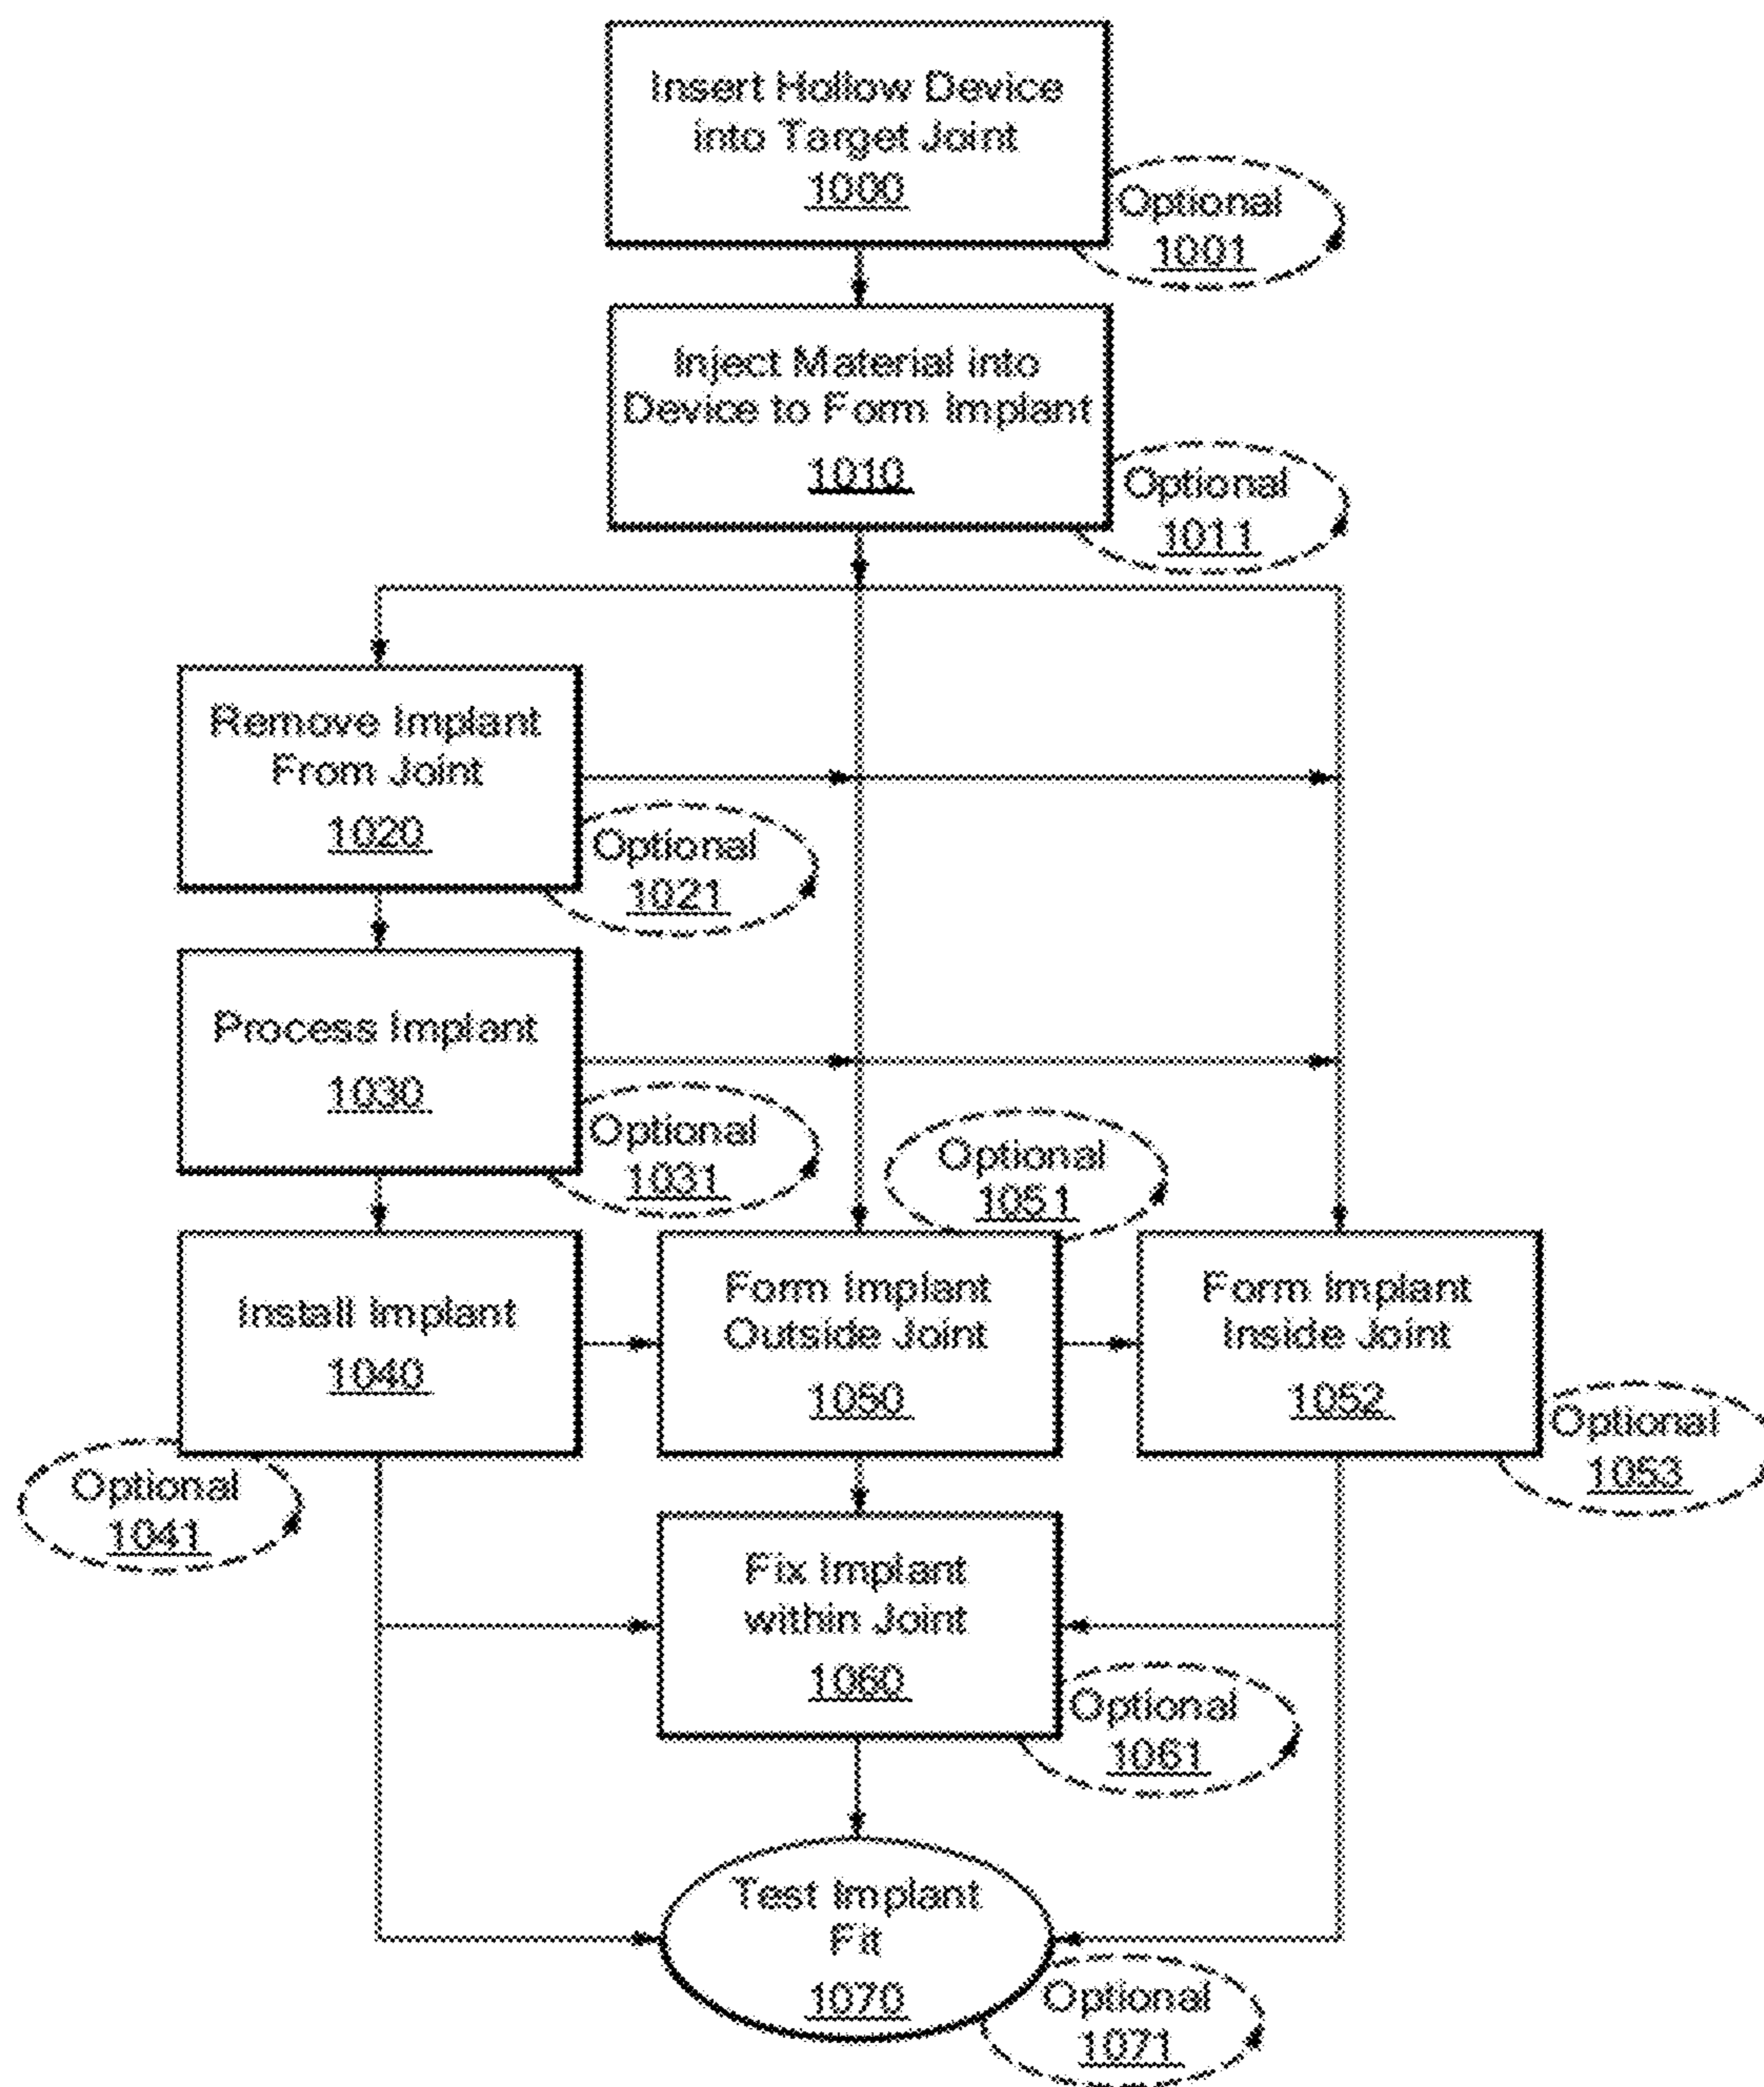 Insert Hollow Device
into Target Joint
1000
Optional
1001
Inject Material into
Device to Form Implant
1010
Optional
1011
Remove Implant
From Joint
1020
Optional
1021
Process Implant
1030
Optional
1031
Optional
1051
Install Implant
1040
Form Implant
Outside Joint
1050
Form Implant
Inside Joint
1052
Optional
1053
Optional
1041
Fix Implant
within Joint
1060
Optional
1061
Test Implant
Fit
1070
Optional
1071